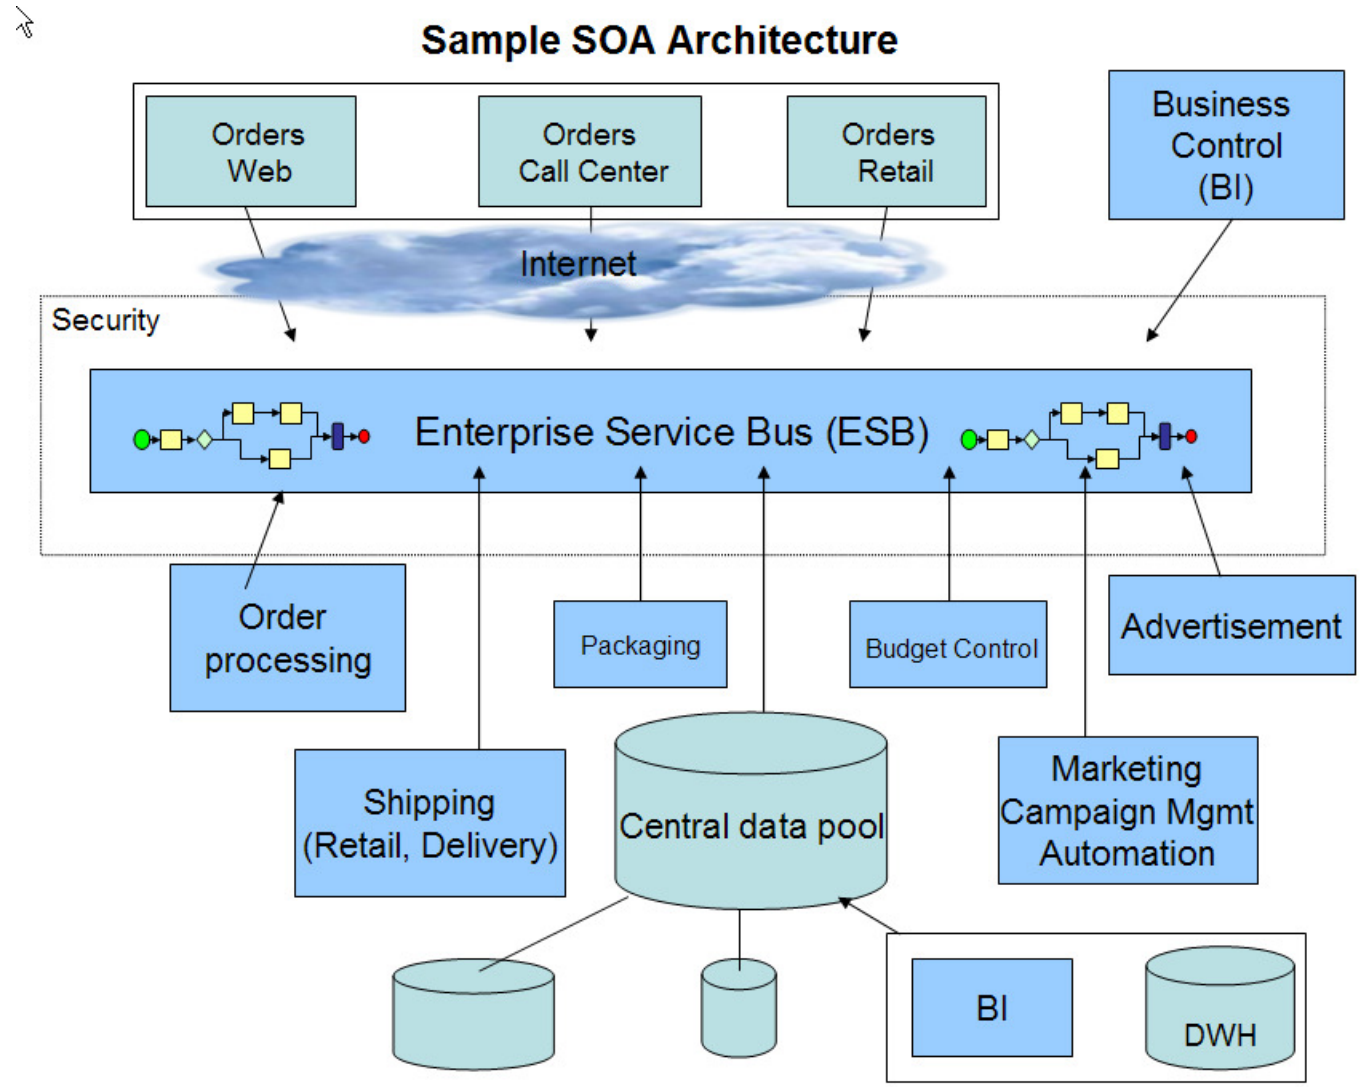 Sample SOA Architecture
Orders
Web
Orders
Call Center
Orders
Retail
Business
Control
(BI)
Internet
Security
Enterprise Service Bus (ESB)
Order
processing
Packaging
Budget Control
Advertisement
Shipping
(Retail, Delivery)
Central data pool
Marketing
Campaign Mgmt
Automation
BI
DWH